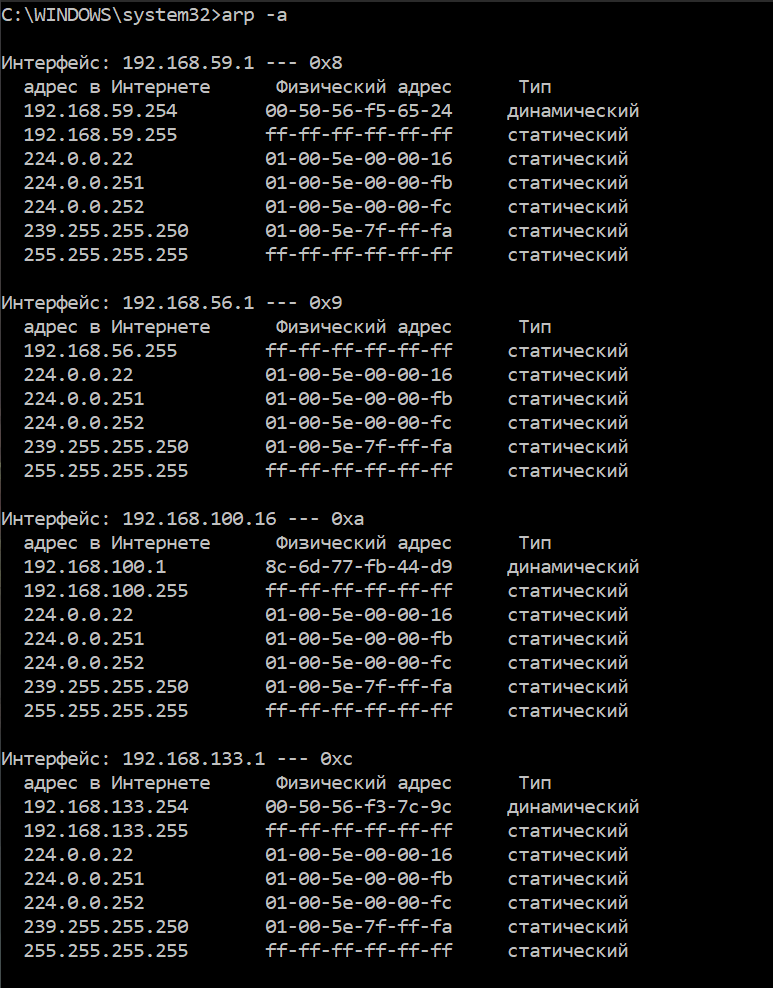 C:\WINDOWS\system32>arp -a
Интерфейс: 192.168.59.1 --- 0x8
адрес в Интернете Физический адрес Тип
192.168.59.254 00-50-56-f5-65-24 динамический
192.168.59.255 ff-ff-ff-ff-ff-ff статический
224.0.0.22 01-00-5e-00-00-16 статический
224.0.0.251 01-00-5e-00-00-fb статический
224.0.0.252 01-00-5e-00-00-fc статический
239.255.255.250 01-00-5e-7f-ff-fa статический
255.255.255.255 ff-ff-ff-ff-ff-ff статический
Интерфейс: 192.168.56.1 --- 0x9
адрес в Интернете Физический адрес Тип
192.168.56.255 ff-ff-ff-ff-ff-ff статический
224.0.0.22 01-00-5e-00-00-16 статический
224.0.0.251 01-00-5e-00-00-fb статический
224.0.0.252 01-00-5e-00-00-fc статический
239.255.255.250 01-00-5e-7f-ff-fa статический
255.255.255.255 ff-ff-ff-ff-ff-ff статический
Интерфейс: 192.168.100.16 --- 0xa
адрес в Интернете Физический адрес Тип
192.168.100.1 8c-6d-77-fb-44-d9 динамический
192.168.100.255 ff-ff-ff-ff-ff-ff статический
224.0.0.22 01-00-5e-00-00-16 статический
224.0.0.251 01-00-5e-00-00-fb статический
224.0.0.252 01-00-5e-00-00-fc статический
239.255.255.250 01-00-5e-7f-ff-fa статический
255.255.255.255 ff-ff-ff-ff-ff-ff статический
Интерфейс: 192.168.133.1 --- 0xc
адрес в Интернете Физический адрес Тип
192.168.133.254 00-50-56-f3-7c-9c динамический
192.168.133.255 ff-ff-ff-ff-ff-ff статический
224.0.0.22 01-00-5e-00-00-16 статический
224.0.0.251 01-00-5e-00-00-fb статический
224.0.0.252 01-00-5e-00-00-fc статический
239.255.255.250 01-00-5e-7f-ff-fa статический
255.255.255.255 ff-ff-ff-ff-ff-ff статический